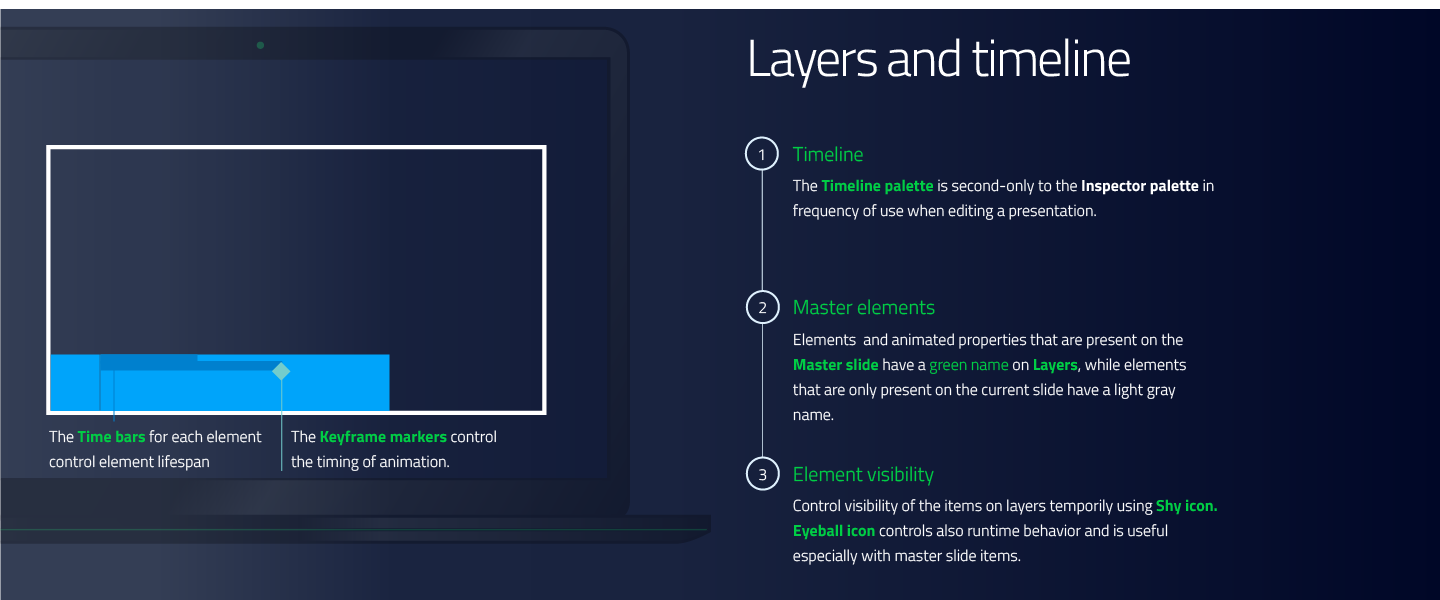 Layers and timeline
1 Timeline
The Timeline palette is second-only to the Inspector palette in
frequency of use when editing a presentation.
2 Master elements
Elements  and animated properties that are present on the
Master slide have a green name on Layers, while elements
that are only present on the current slide have a light gray
name.
3 Element visibility
Control visibility of the items on layers temporily using Shy icon.
Eyeball icon controls also runtime behavior and is useful
especially with master slide items.
The Time bars for each element
control element lifespan
The Keyframe markers control
the timing of animation.